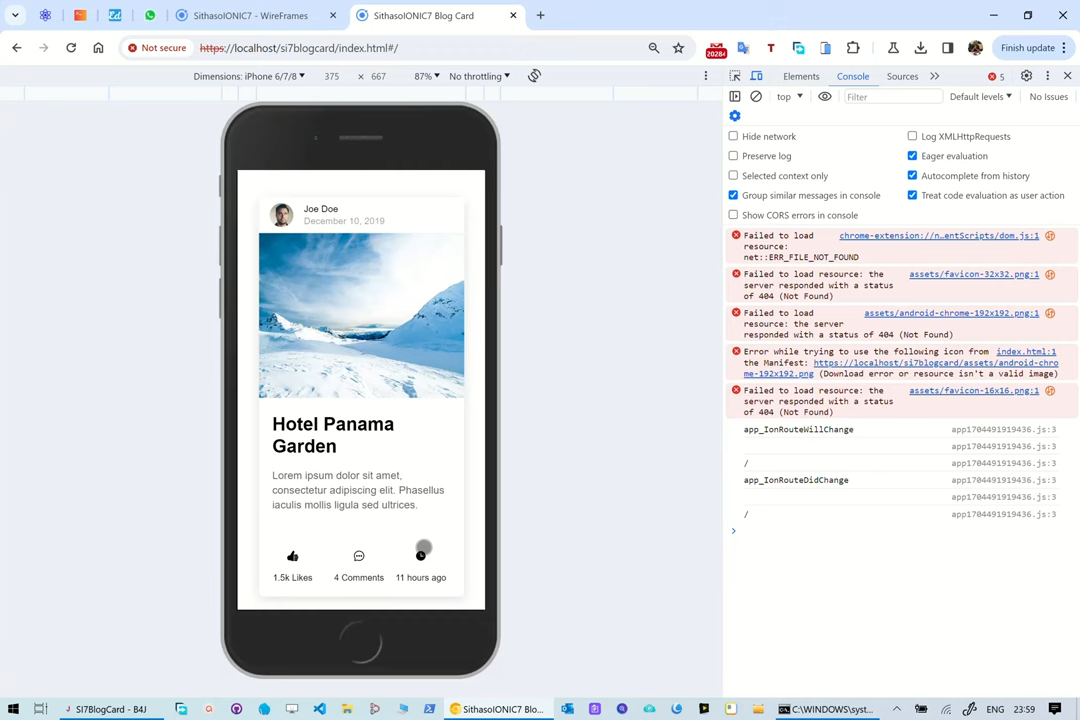 SithasoIONIC7 - WireFrames
SithasoIONIC7 Blog Card
Not secure
https://localhost/si7blogcard/index.html#/
20284
T
Finish update
Dimensions: iPhone 6/7/8
375
×
667
87%
No throttling
Elements
Console
Sources
5
top
Filter
Default levels
No Issues
Hide network
Log XMLHttpRequests
Preserve log
Eager evaluation
Selected context only
Autocomplete from history
Group similar messages in console
Treat code evaluation as user action
Show CORS errors in console
Failed to load
chrome-extension://n…entScripts/dom.js:1
resource:
net::ERR_FILE_NOT_FOUND
Failed to load resource: the
assets/favicon-32x32.png:1
server responded with a status
of 404 (Not Found)
Failed to load
assets/android-chrome-192x192.png:1
resource: the server
responded with a status of 404 (Not Found)
Error while trying to use the following icon from
index.html:1
the Manifest: https://localhost/si7blogcard/assets/android-chro
me-192x192.png (Download error or resource isn't a valid image)
Failed to load resource: the
assets/favicon-16x16.png:1
server responded with a status
of 404 (Not Found)
app_IonRouteWillChange
app1704491919436.js:3
app1704491919436.js:3
/
app1704491919436.js:3
app_IonRouteDidChange
app1704491919436.js:3
app1704491919436.js:3
/
app1704491919436.js:3
Joe Doe
December 10, 2019
Hotel Panama
Garden
Lorem ipsum dolor sit amet,
consectetur adipiscing elit. Phasellus
iaculis mollis ligula sed ultrices.
1.5k Likes
4 Comments
11 hours ago
SI7BlogCard - B4J
SithasoIONIC7 Blo...
C:\WINDOWS\syst...
ENG
23:59